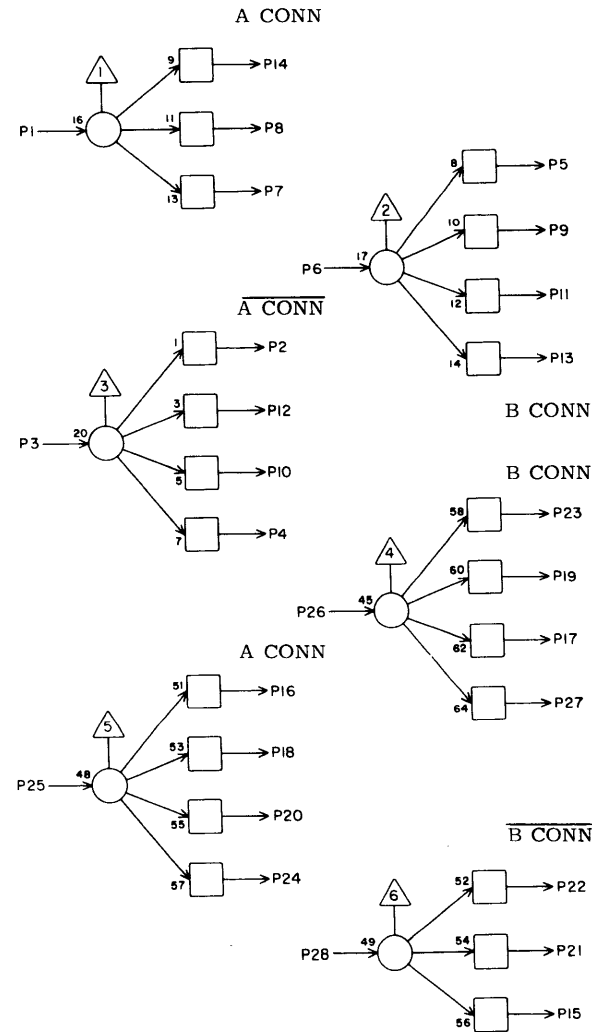 A CONN
1
9
P14
P1
16
11
P8
13
P7
8
P5
2
10
P9
P6
17
12
P11
14
P13
B CONN
A̅ ̅C̅O̅N̅N̅
1
P2
3
3
P12
P3
20
5
P10
7
P4
B CONN
58
P23
4
60
P19
P26
45
62
P17
64
P27
A CONN
51
P16
5
53
P18
P25
48
55
P20
57
P24
B̅ ̅C̅O̅N̅N̅
52
P22
6
54
P21
P28
49
56
P15